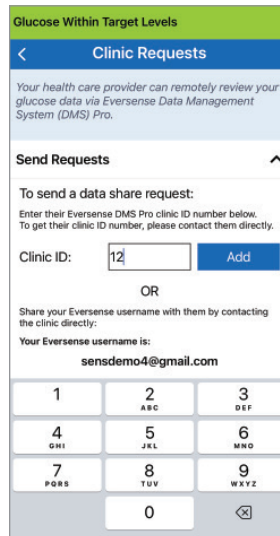 Glucose Within Target Levels
Clinic Requests
Your health care provider can remotely review your
glucose data via Eversense Data Management
System (DMS) Pro.
Send Requests
To send a data share request:
Enter their Eversense DMS Pro clinic ID number below.
To get their clinic ID number, please contact them directly.
Clinic ID: 12 Add
OR
Share your Eversense username with them by contacting
the clinic directly:
Your Eversense username is:
sensdemo4@gmail.com
1 2 3
ABC DEF
4 5 6
GHI JKL MNO
7 8 9
PQRS TUV WXYZ
0